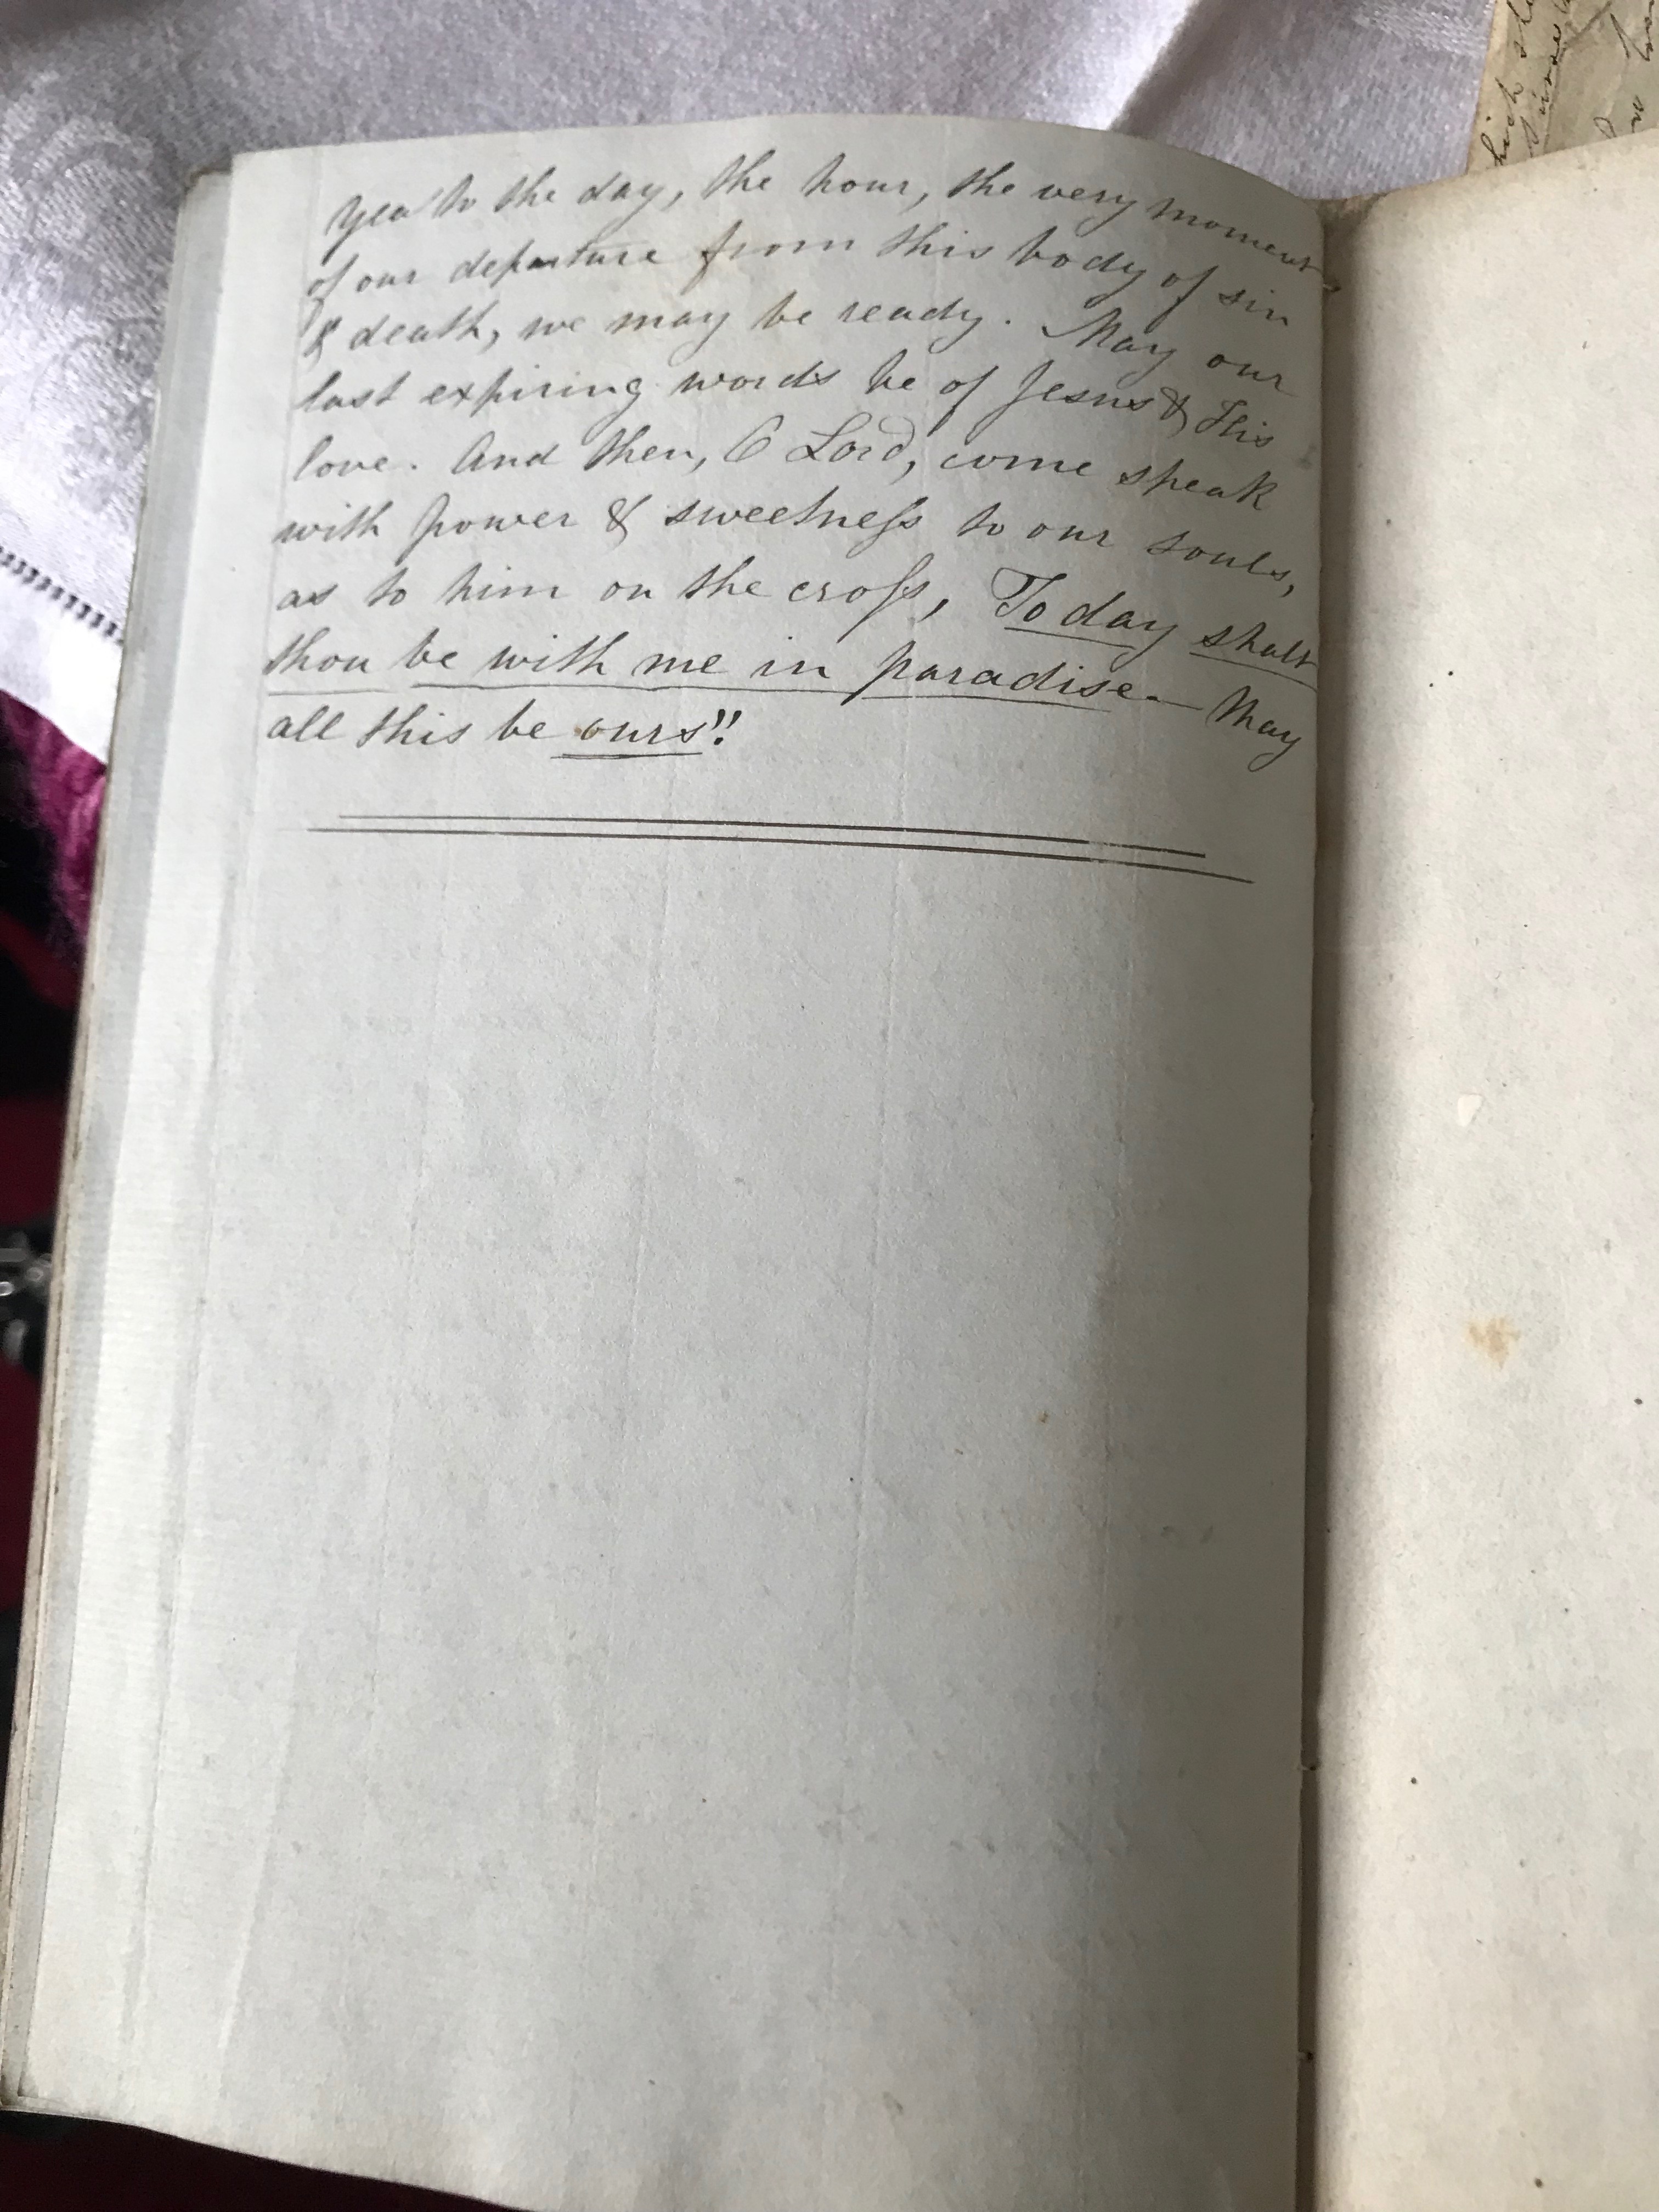 Yea to the day, the hour, the very moment
of our departure from this body of sin
& death, we may be ready. May our
last expiring words be of Jesus & His
love. And then, O Lord, come speak
with power & sweetneſs to our souls,
as to him on the croſs, To day shalt
thou be with me in paradise. — May
all this be ours!!